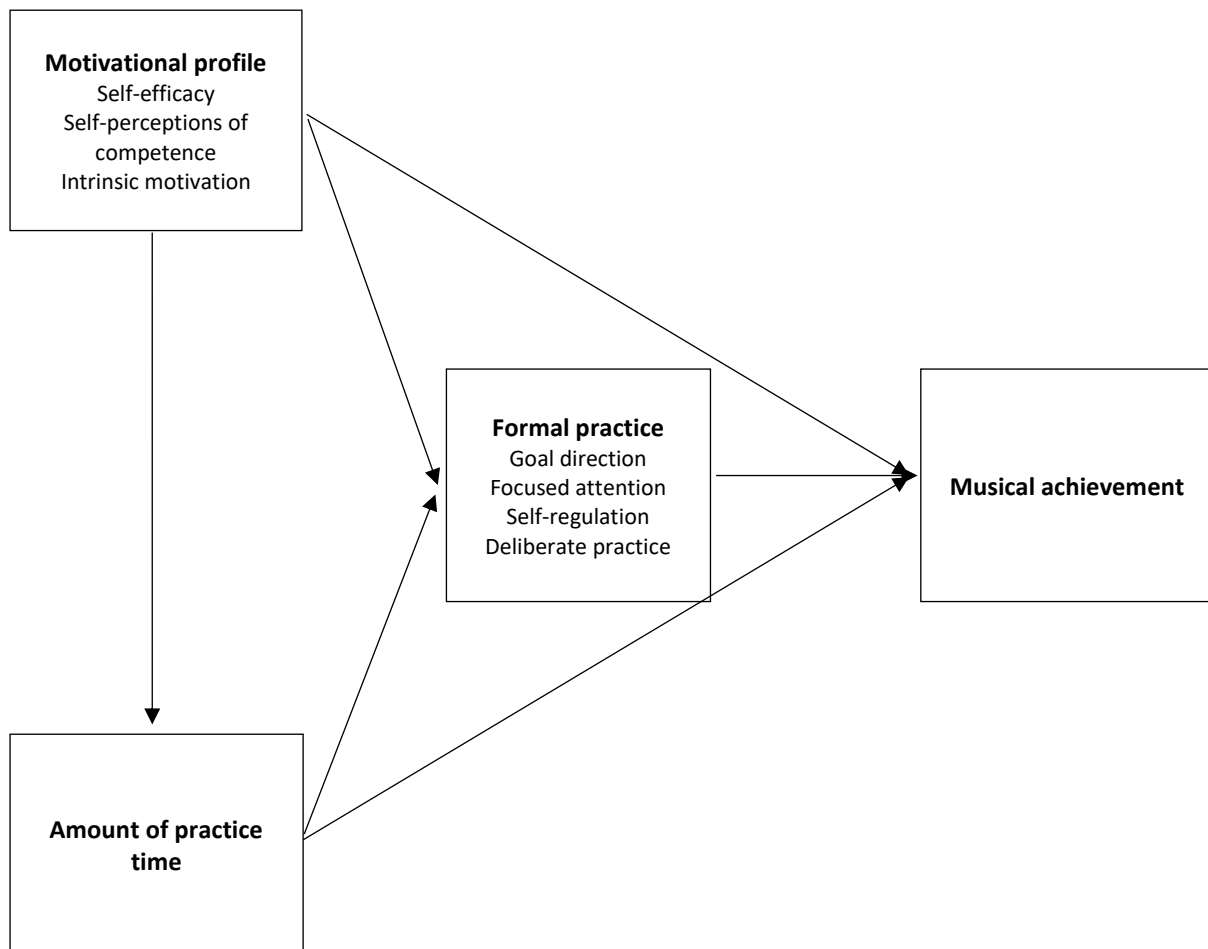 Motivational profile
Self-efficacy
Self-perceptions of
competence
Intrinsic motivation
Formal practice
Goal direction
Focused attention
Self-regulation
Deliberate practice
Musical achievement
Amount of practice
time